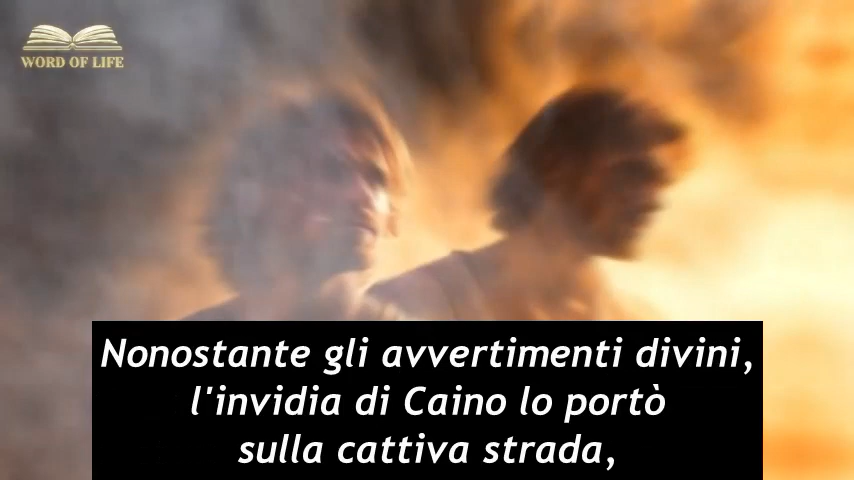 WORD OF LIFE
Nonostante gli avvertimenti divini,
l'invidia di Caino lo portò
sulla cattiva strada,